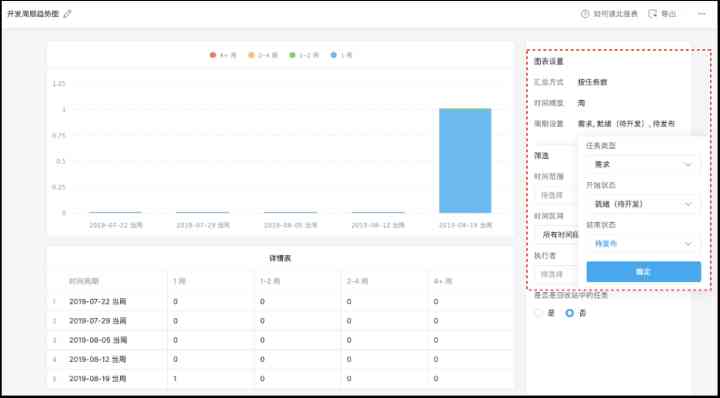 开发周期趋势图
如何读此报表 导出
4+ 周 2-4 周 1-2 周 1 周
1.25
1
0.75
0.5
0.25
0
2019-07-22 当周 2019-07-29 当周 2019-08-05 当周 2019-08-12 当周 2019-08-19 当周
详情表
时间周期 1 周 1-2 周 2-4 周 4+ 周
1 2019-07-22 当周 0 0 0 0
2 2019-07-29 当周 0 0 0 0
3 2019-08-05 当周 0 0 0 0
4 2019-08-12 当周 0 0 0 0
5 2019-08-19 当周 1 0 0 0
图表设置
汇总方式 按任务数
时间维度 周
周期设置 需求, 就绪（待开发）, 待发布
筛选
时间范围
待选择
时间区间
所有时间
执行者
待选择
任务类型
需求
开始状态
就绪（待开发）
结束状态
待发布
确定
是否是回收站中的任务
是 否